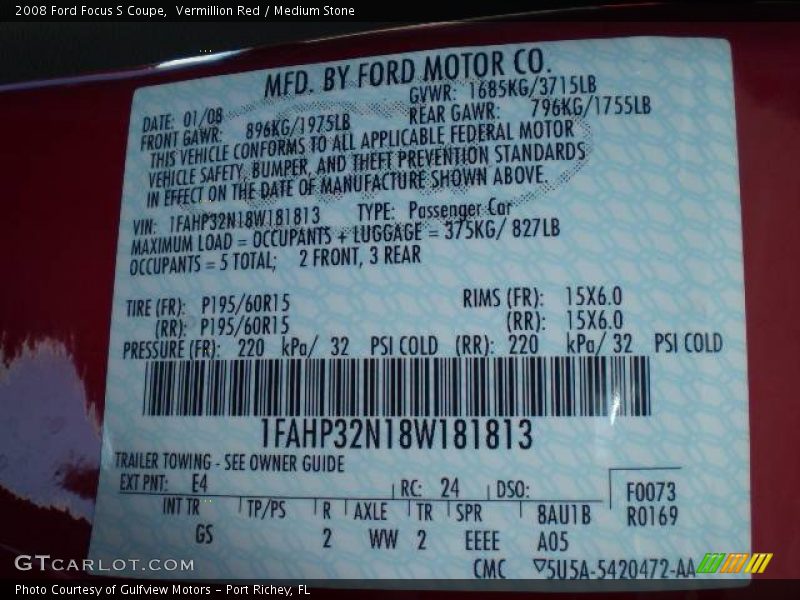 2008 Ford Focus S Coupe,  Vermillion Red / Medium Stone
MFD. BY FORD MOTOR CO.
DATE: 01/08 GVWR: 1685KG/3715LB
FRONT GAWR: 896KG/1975LB REAR GAWR: 796KG/1755LB
THIS VEHICLE CONFORMS TO ALL APPLICABLE FEDERAL MOTOR
VEHICLE SAFETY, BUMPER, AND THEFT PREVENTION STANDARDS
IN EFFECT ON THE DATE OF MANUFACTURE SHOWN ABOVE.
VIN: 1FAHP32N18W181813 TYPE: Passenger Car
MAXIMUM LOAD = OCCUPANTS + LUGGAGE = 375KG/ 827LB
OCCUPANTS = 5 TOTAL; 2 FRONT, 3 REAR
TIRE (FR): P195/60R15 RIMS (FR): 15X6.0
(RR): P195/60R15 (RR): 15X6.0
PRESSURE (FR): 220 kPa/ 32 PSI COLD (RR): 220 kPa/ 32 PSI COLD
1FAHP32N18W181813
TRAILER TOWING - SEE OWNER GUIDE
EXT PNT: E4 RC: 24 DSO: F0073
INT TR TP/PS R AXLE TR SPR 8AU1B R0169
GS 2 WW 2 EEEE A05
CMC ▽5U5A-5420472-AA
GTCARLOT.COM
Photo Courtesy of Gulfview Motors - Port Richey, FL